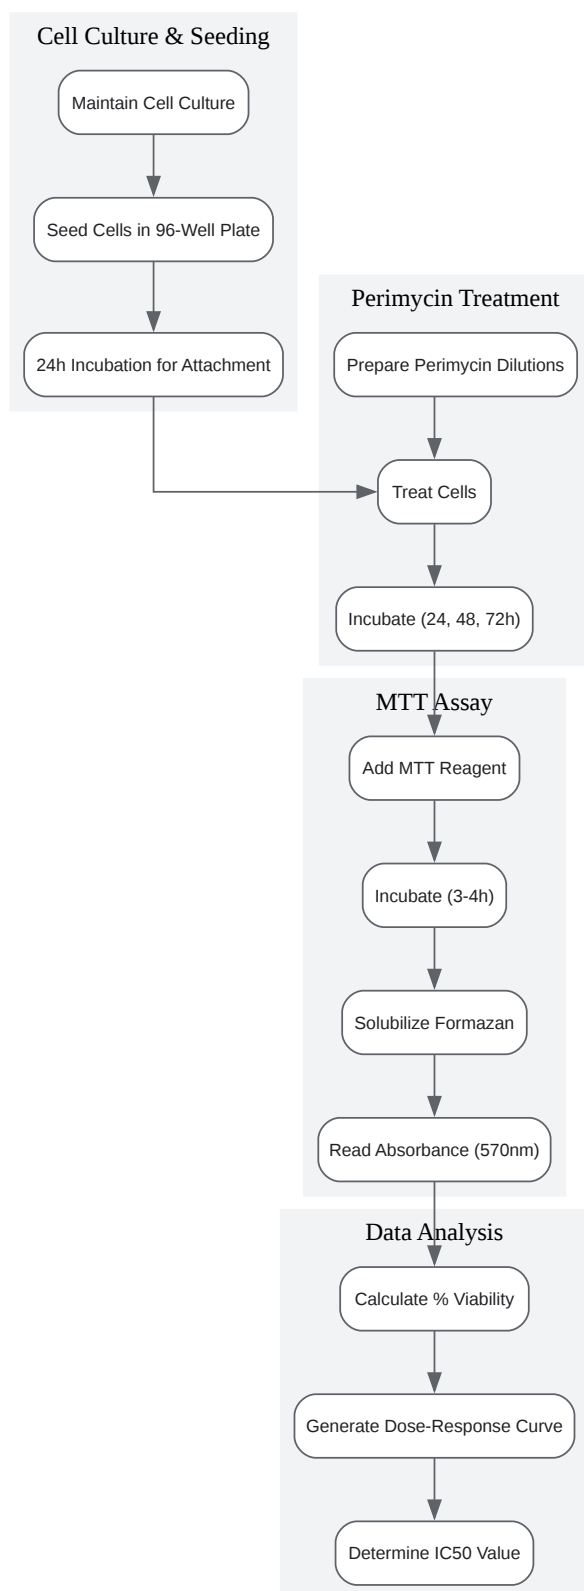 Cell Culture & Seeding
Maintain Cell Culture
Seed Cells in 96-Well Plate
24h Incubation for Attachment
Perimycin Treatment
Prepare Perimycin Dilutions
Treat Cells
Incubate (24, 48, 72h)
MTT Assay
Add MTT Reagent
Incubate (3-4h)
Solubilize Formazan
Read Absorbance (570nm)
Data Analysis
Calculate % Viability
Generate Dose-Response Curve
Determine IC50 Value